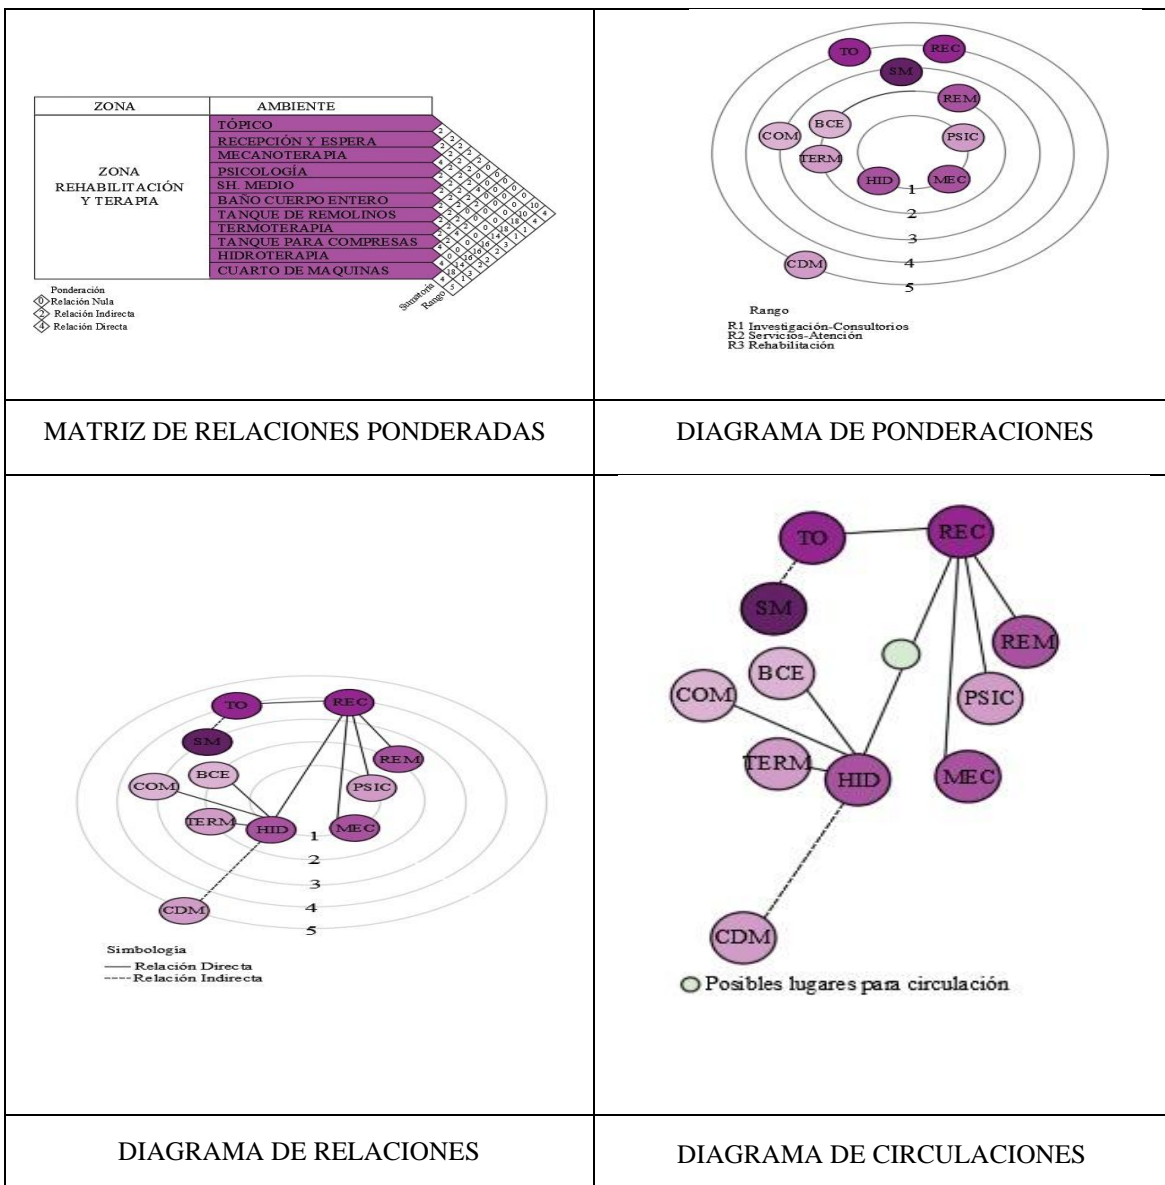 ZONA AMBIENTE
ZONA
REHABILITACIÓN
Y TERAPIA
TÓPICO
RECEPCIÓN Y ESPERA
MECANOTERAPIA
PSICOLOGÍA
SH. MEDIO
BAÑO CUERPO ENTERO
TANQUE DE REMOLINOS
TERMOTERAPIA
TANQUE PARA COMPRESAS
HIDROTERAPIA
CUARTO DE MAQUINAS
Sumatoria
Rango
Ponderación
0 Relación Nula
2 Relación Indirecta
4 Relación Directa
MATRIZ DE RELACIONES PONDERADAS
TO REC
SM
REM
BCE
COM PSIC
TERM
HID MEC
1
2
3
4
CDM
5
Rango
R1 Investigación-Consultorios
R2 Servicios-Atención
R3 Rehabilitación
DIAGRAMA DE PONDERACIONES
TO REC
SM
REM
BCE
COM PSIC
TERM HID MEC
1
2
3
4
CDM
5
Simbología
Relación Directa
Relación Indirecta
DIAGRAMA DE RELACIONES
TO REC
SM
REM
BCE
COM PSIC
TERM HID MEC
CDM
Posibles lugares para circulación
DIAGRAMA DE CIRCULACIONES